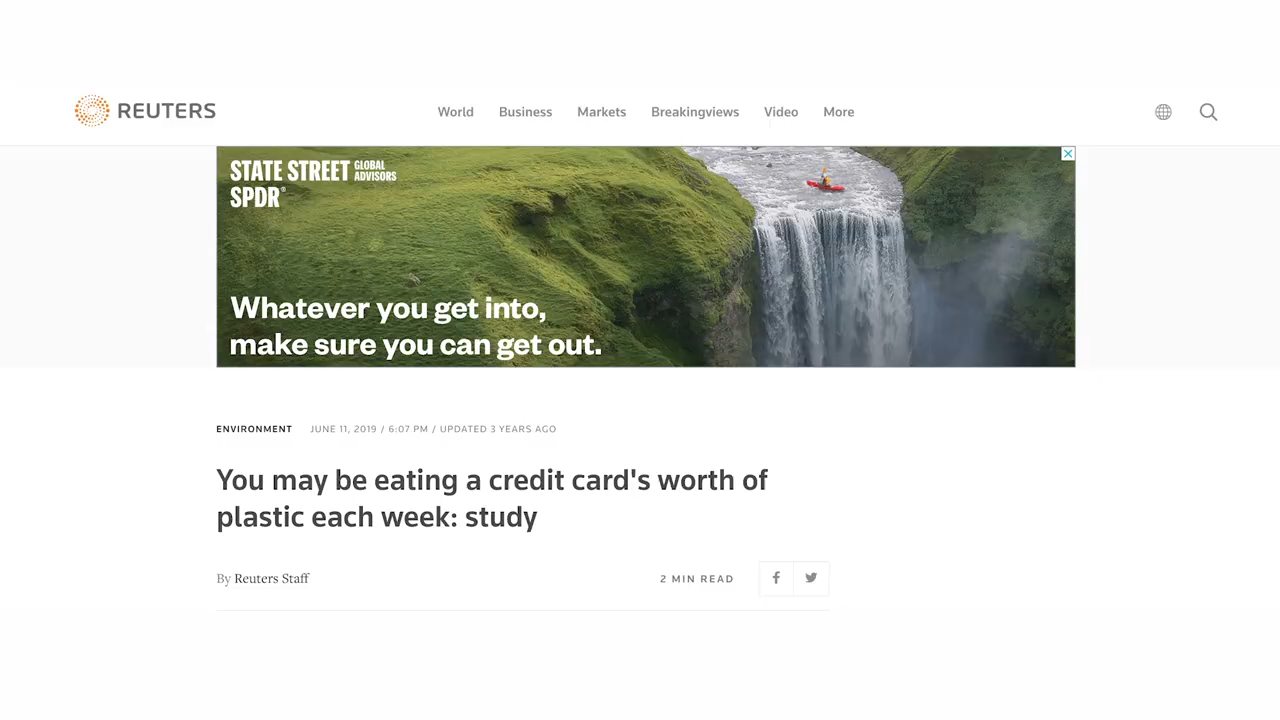 REUTERS
World Business Markets Breakingviews Video More
STATE STREET GLOBAL ADVISORS
SPDR®
Whatever you get into,
make sure you can get out.
ENVIRONMENT JUNE 11, 2019 / 6:07 PM / UPDATED 3 YEARS AGO
You may be eating a credit card's worth of
plastic each week: study
By Reuters Staff
2 MIN READ